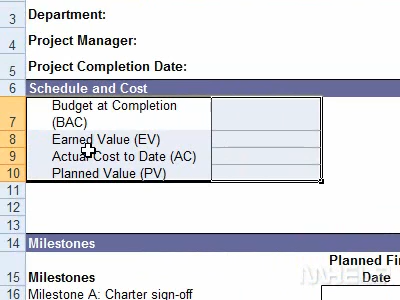 3 Department:
4 Project Manager:
5 Project Completion Date:
6 Schedule and Cost
Budget at Completion
7 (BAC)
8 Earned Value (EV)
9 Actual Cost to Date (AC)
10 Planned Value (PV)
11
12
13
14 Milestones
Planned Fi
15 Milestones Date
16 Milestone A: Charter sign-off